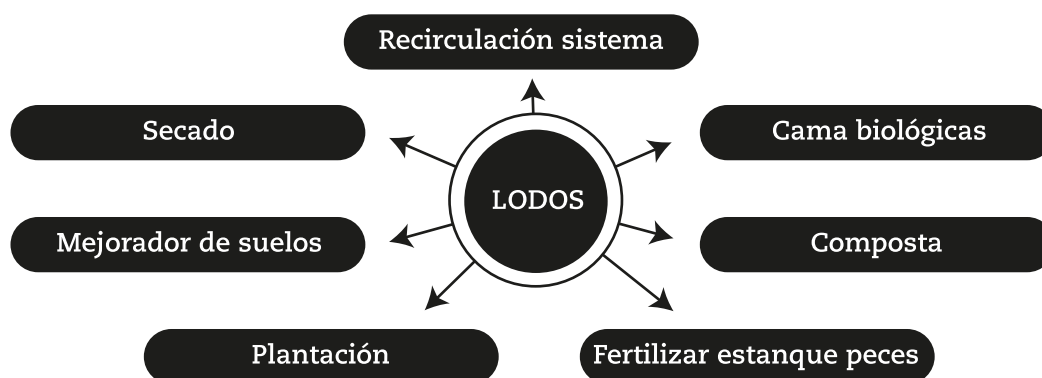 Recirculación sistema
Secado
Cama biológicas
LODOS
Mejorador de suelos
Composta
Plantación
Fertilizar estanque peces